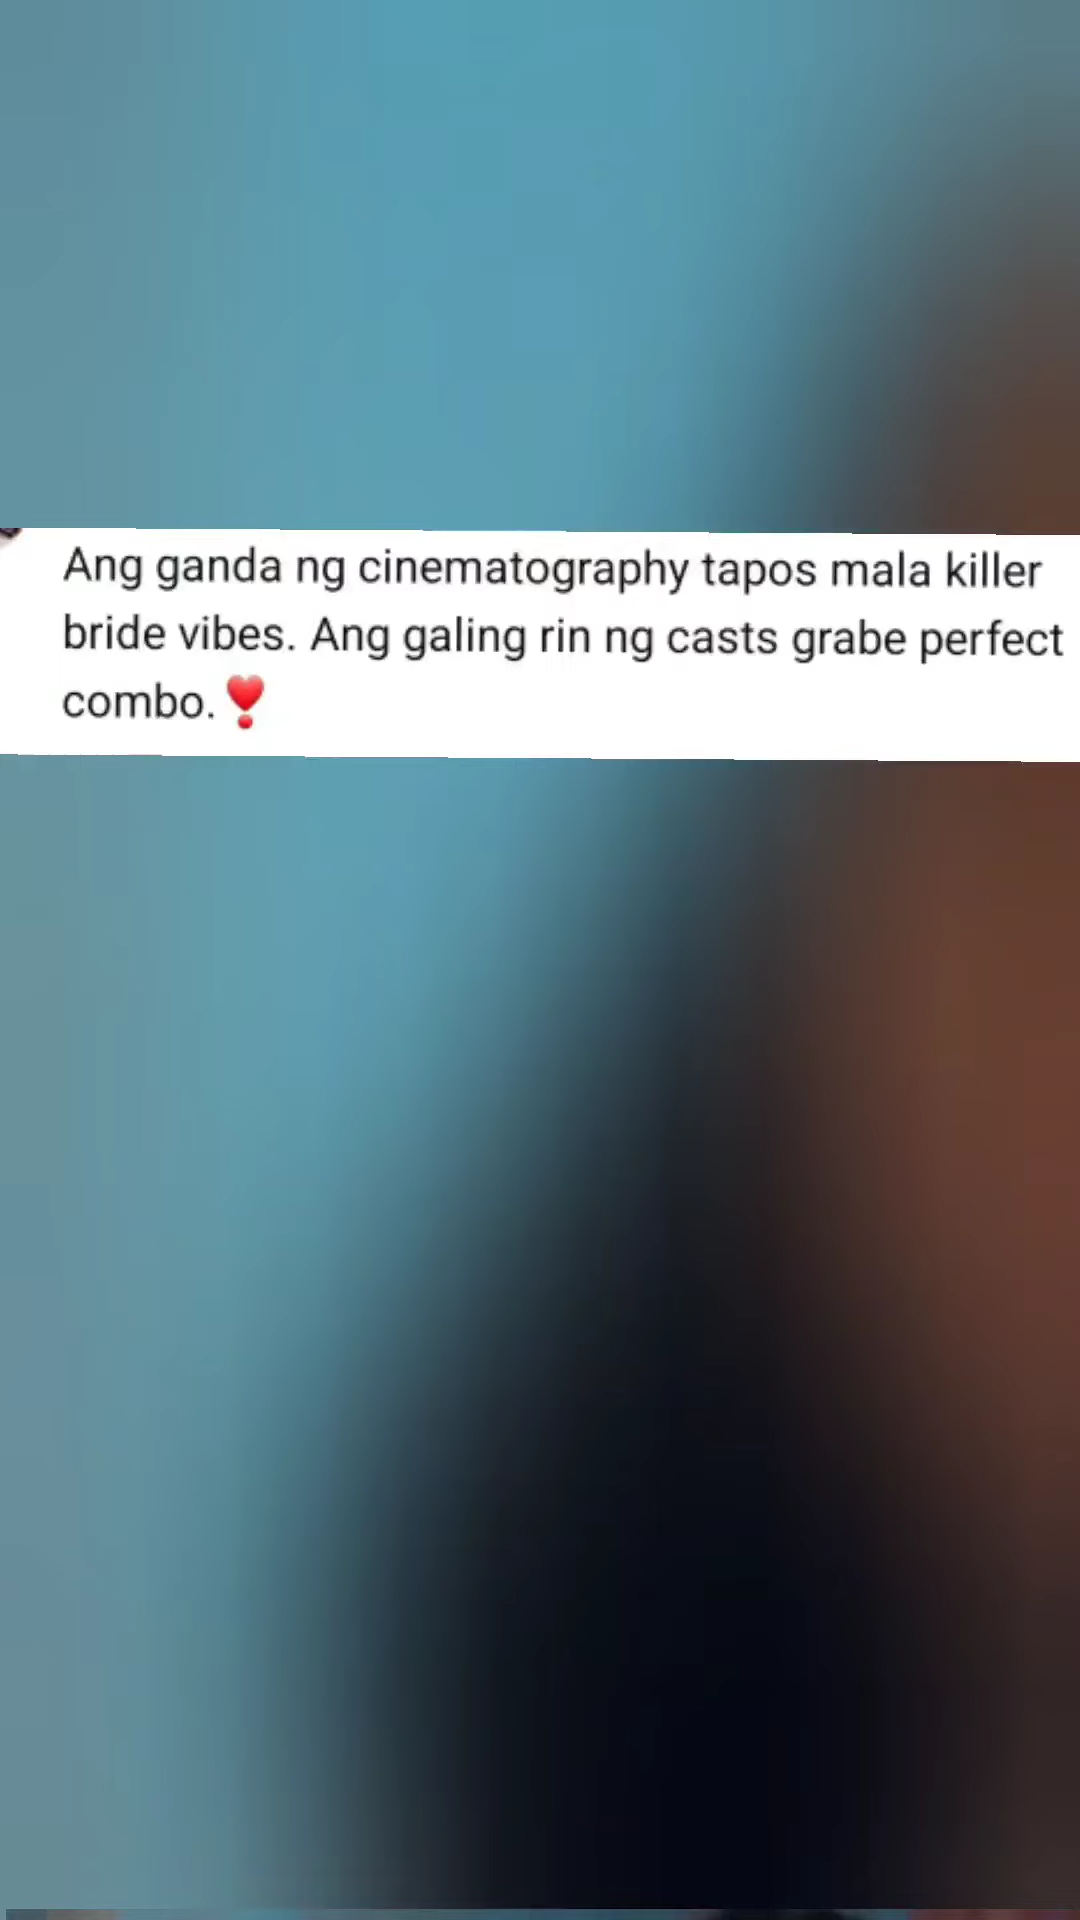 Ang ganda ng cinematography tapos mala killer
bride vibes. Ang galing rin ng casts grabe perfect
combo.❣️